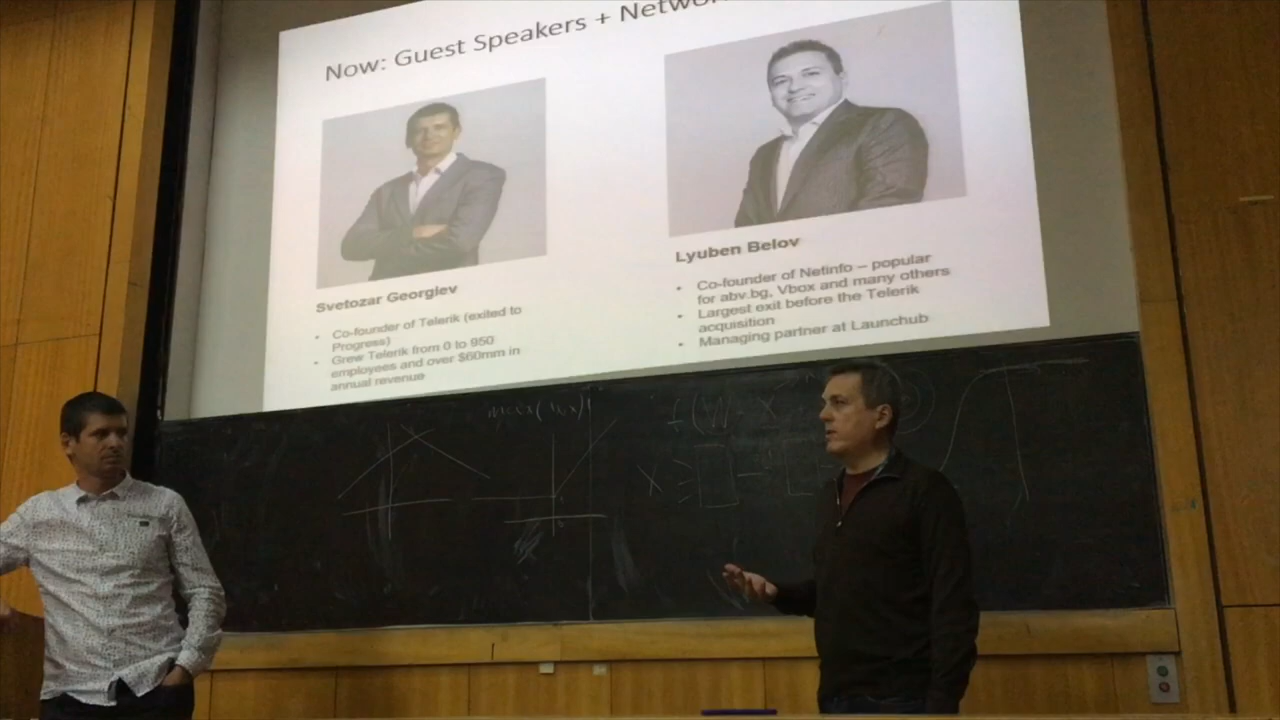 Now: Guest Speakers + Networ
Svetozar Georgiev
• Co-founder of Telerik (exited to
Progress)
• Grew Telerik from 0 to 950
employees and over $60mm in
annual revenue
Lyuben Belov
• Co-founder of Netinfo – popular
for abv.bg, Vbox and many others
• Largest exit before the Telerik
acquisition
• Managing partner at Launchub